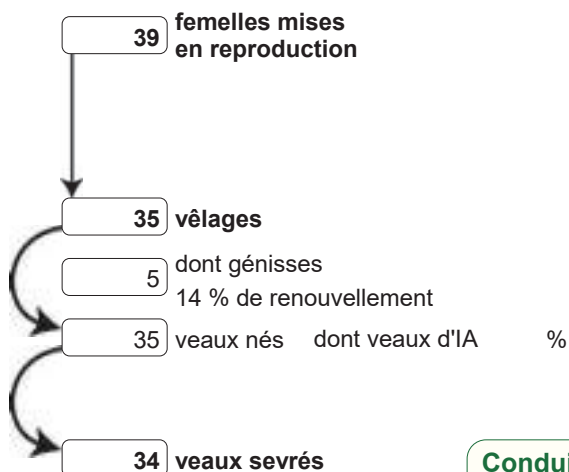 39 femelles mises
en reproduction
35 vêlages
5 dont génisses
14 % de renouvellement
35 veaux nés dont veaux d'IA %
34 veaux sevrés
Condui